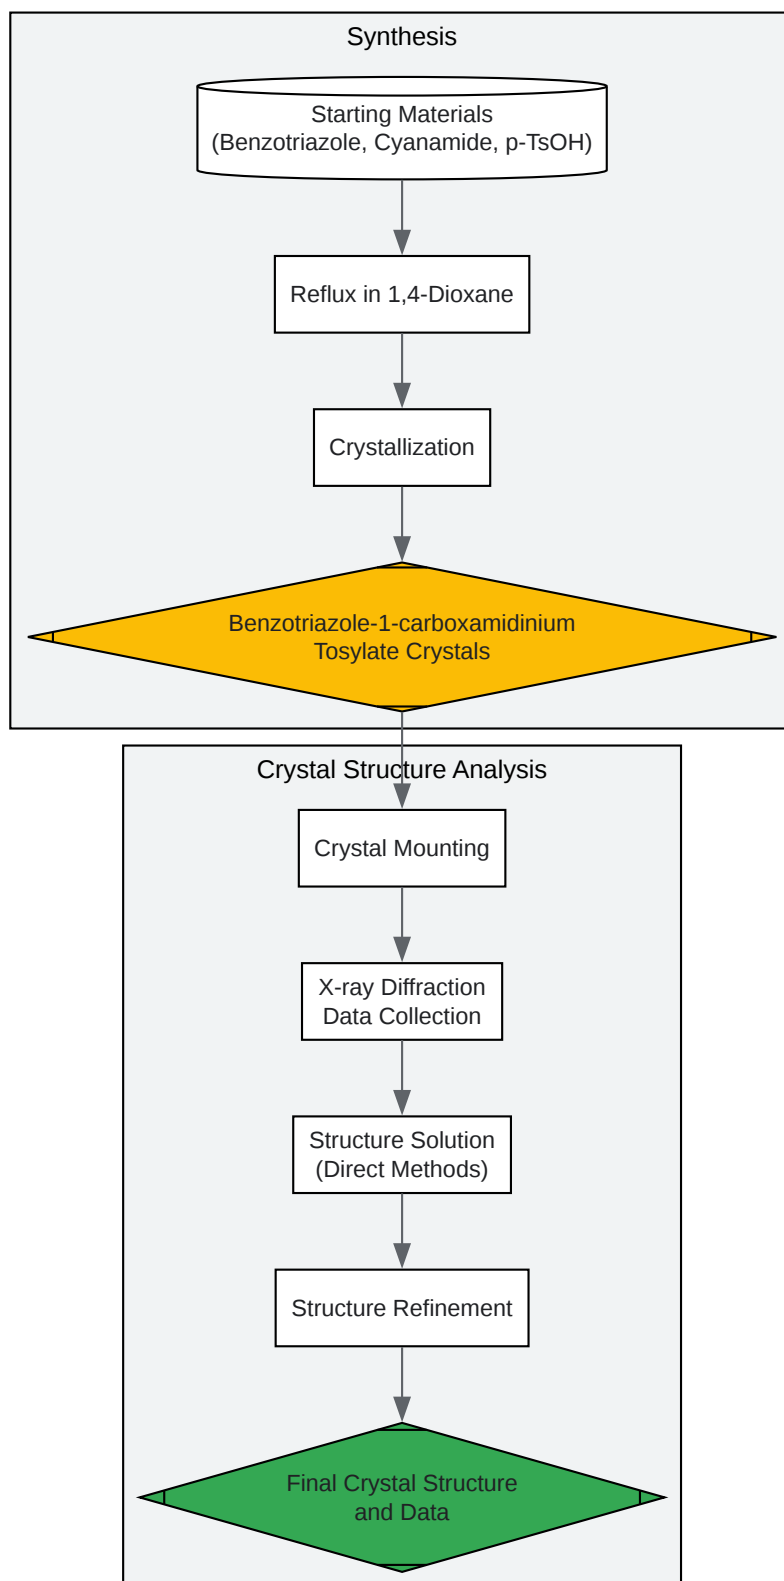 Synthesis
Starting Materials
(Benzotriazole, Cyanamide, p-TsOH)
Reflux in 1,4-Dioxane
Crystallization
Benzotriazole-1-carboxamidinium
Tosylate Crystals
Crystal Structure Analysis
Crystal Mounting
X-ray Diffraction
Data Collection
Structure Solution
(Direct Methods)
Structure Refinement
Final Crystal Structure
and Data